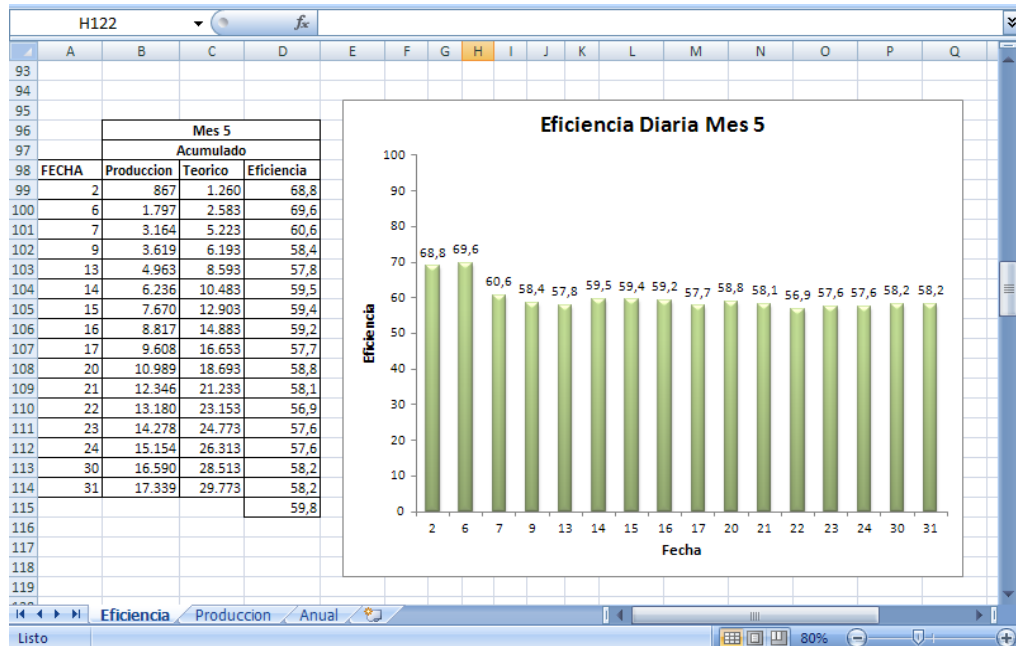 H122 fx
A B C D E F G H I J K L M N O P Q
93
94
95
96 Mes 5
97 Acumulado
98 FECHA Produccion Teorico Eficiencia
99 2 867 1.260 68,8
100 6 1.797 2.583 69,6
101 7 3.164 5.223 60,6
102 9 3.619 6.193 58,4
103 13 4.963 8.593 57,8
104 14 6.236 10.483 59,5
105 15 7.670 12.903 59,4
106 16 8.817 14.883 59,2
107 17 9.608 16.653 57,7
108 20 10.989 18.693 58,8
109 21 12.346 21.233 58,1
110 22 13.180 23.153 56,9
111 23 14.278 24.773 57,6
112 24 15.154 26.313 57,6
113 30 16.590 28.513 58,2
114 31 17.339 29.773 58,2
115 59,8
116
117
118
119
Eficiencia Diaria Mes 5
100
90
80
70
60
50
40
30
20
10
0
Eficiencia
68,8 69,6 60,6 58,4 57,8 59,5 59,4 59,2 57,7 58,8 58,1 56,9 57,6 57,6 58,2 58,2
2 6 7 9 13 14 15 16 17 20 21 22 23 24 30 31
Fecha
Eficiencia Produccion Anual
Listo 80%